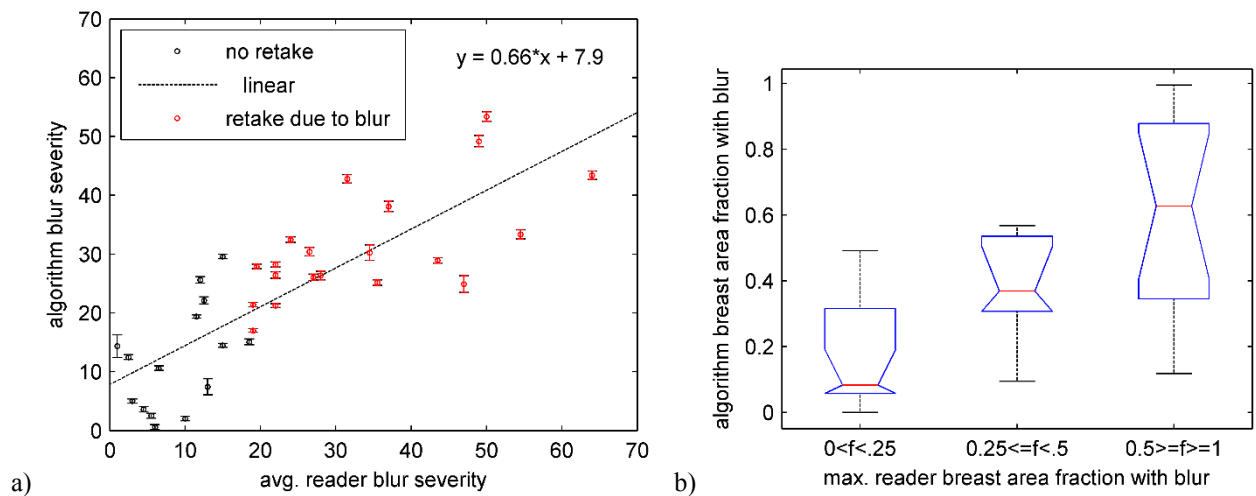 70
60
50
40
30
20
10
0
0 10 20 30 40 50 60 70
algorithm blur severity
avg. reader blur severity
no retake
linear
retake due to blur
y = 0.66*x + 7.9
a)
1
0.8
0.6
0.4
0.2
0
algorithm breast area fraction with blur
0<f<.25 0.25<=f<.5 0.5>=f>=1
max. reader breast area fraction with blur
b)